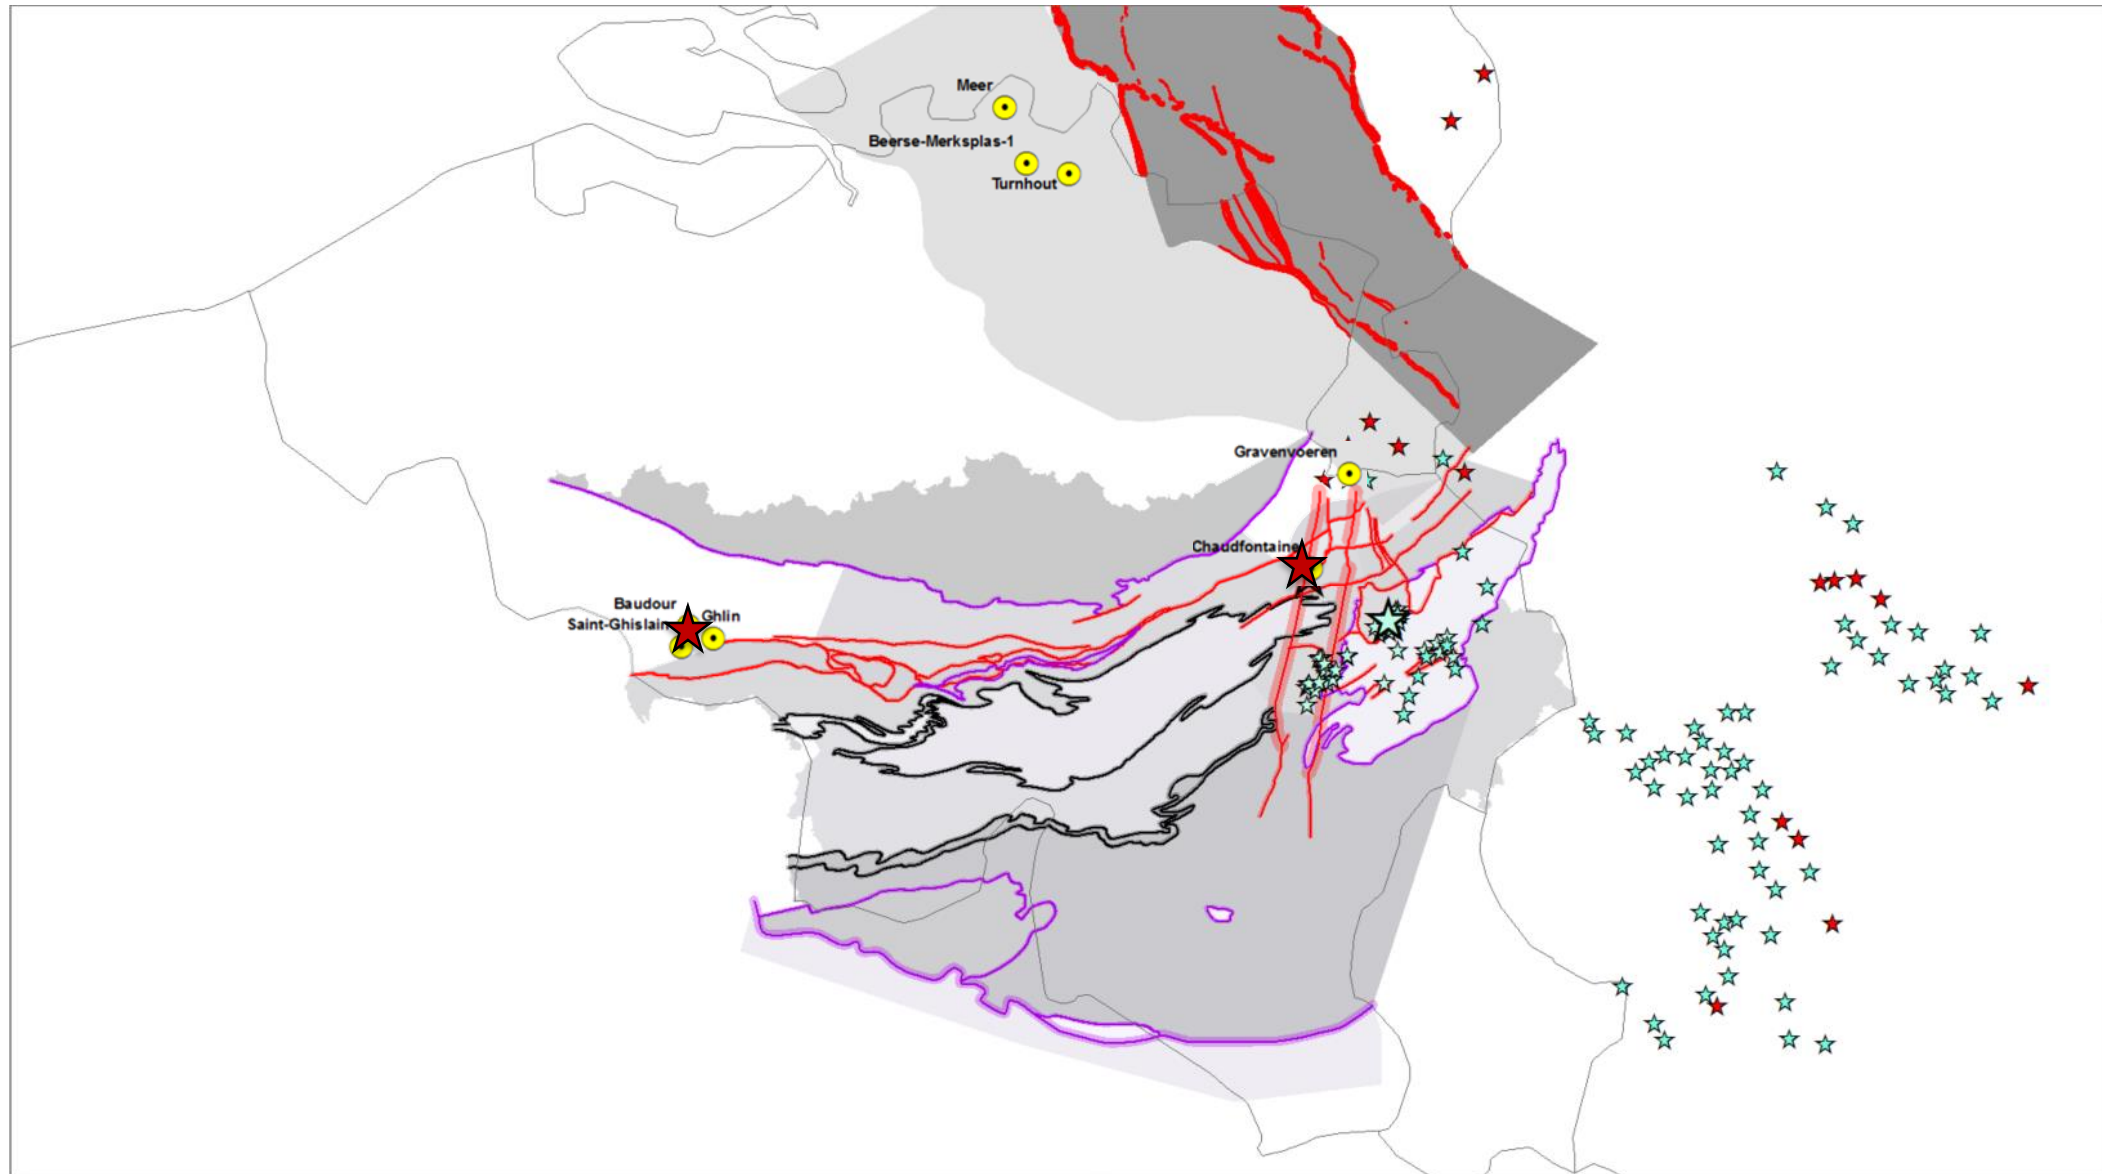 Meer
Beerse-Merksplas-1
Turnhout
Gravenvoeren
Chaudfontaine
Baudour
Ghlin
Saint-Ghislain